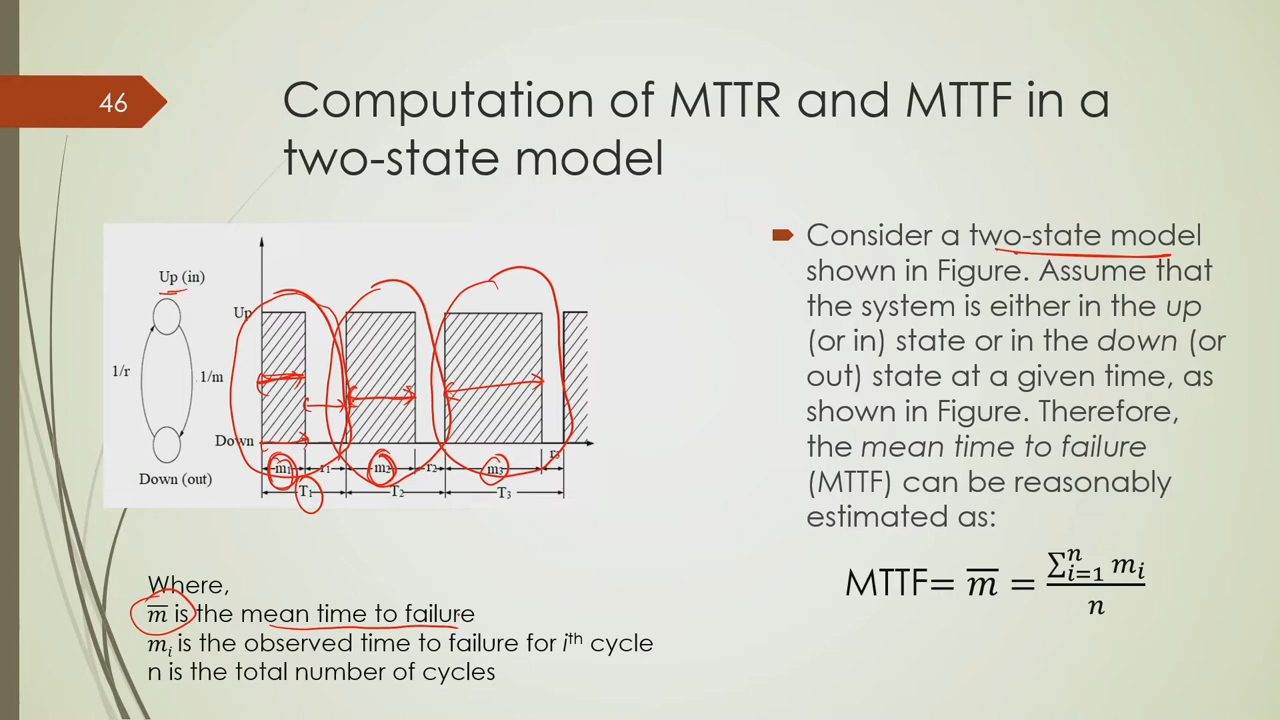 46
Computation of MTTR and MTTF in a
two-state model
Up (in)
1/r
1/m
Down (out)
Up
Down
m₁
r₁
m₂
r₂
m₃
T₁
T₂
T₃
Consider a two-state model
shown in Figure. Assume that
the system is either in the up
(or in) state or in the down (or
out) state at a given time, as
shown in Figure. Therefore,
the mean time to failure
(MTTF) can be reasonably
estimated as:
MTTF= m̅ = ∑ⁿᵢ₌₁ mᵢ / n
Where,
m̅ is the mean time to failure
mᵢ is the observed time to failure for iᵗʰ cycle
n is the total number of cycles